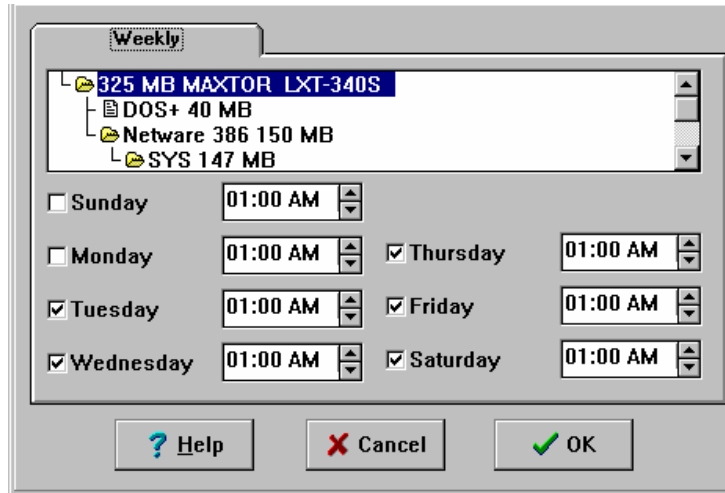 Weekly
325 MB MAXTOR LXT-340S
DOS+ 40 MB
Netware 386 150 MB
SYS 147 MB
Sunday 01:00 AM
Monday 01:00 AM Thursday 01:00 AM
Tuesday 01:00 AM Friday 01:00 AM
Wednesday 01:00 AM Saturday 01:00 AM
Help Cancel OK